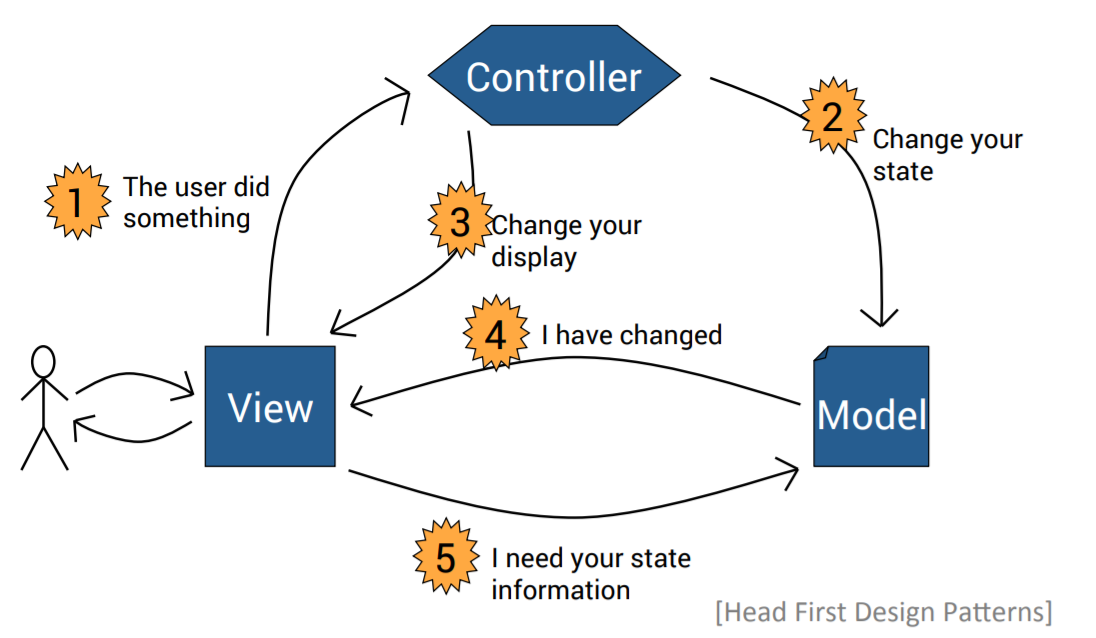 Controller
1
The user did
something
2
Change your
state
3
Change your
display
4
I have changed
View
Model
5
I need your state
information
[Head First Design Patterns]